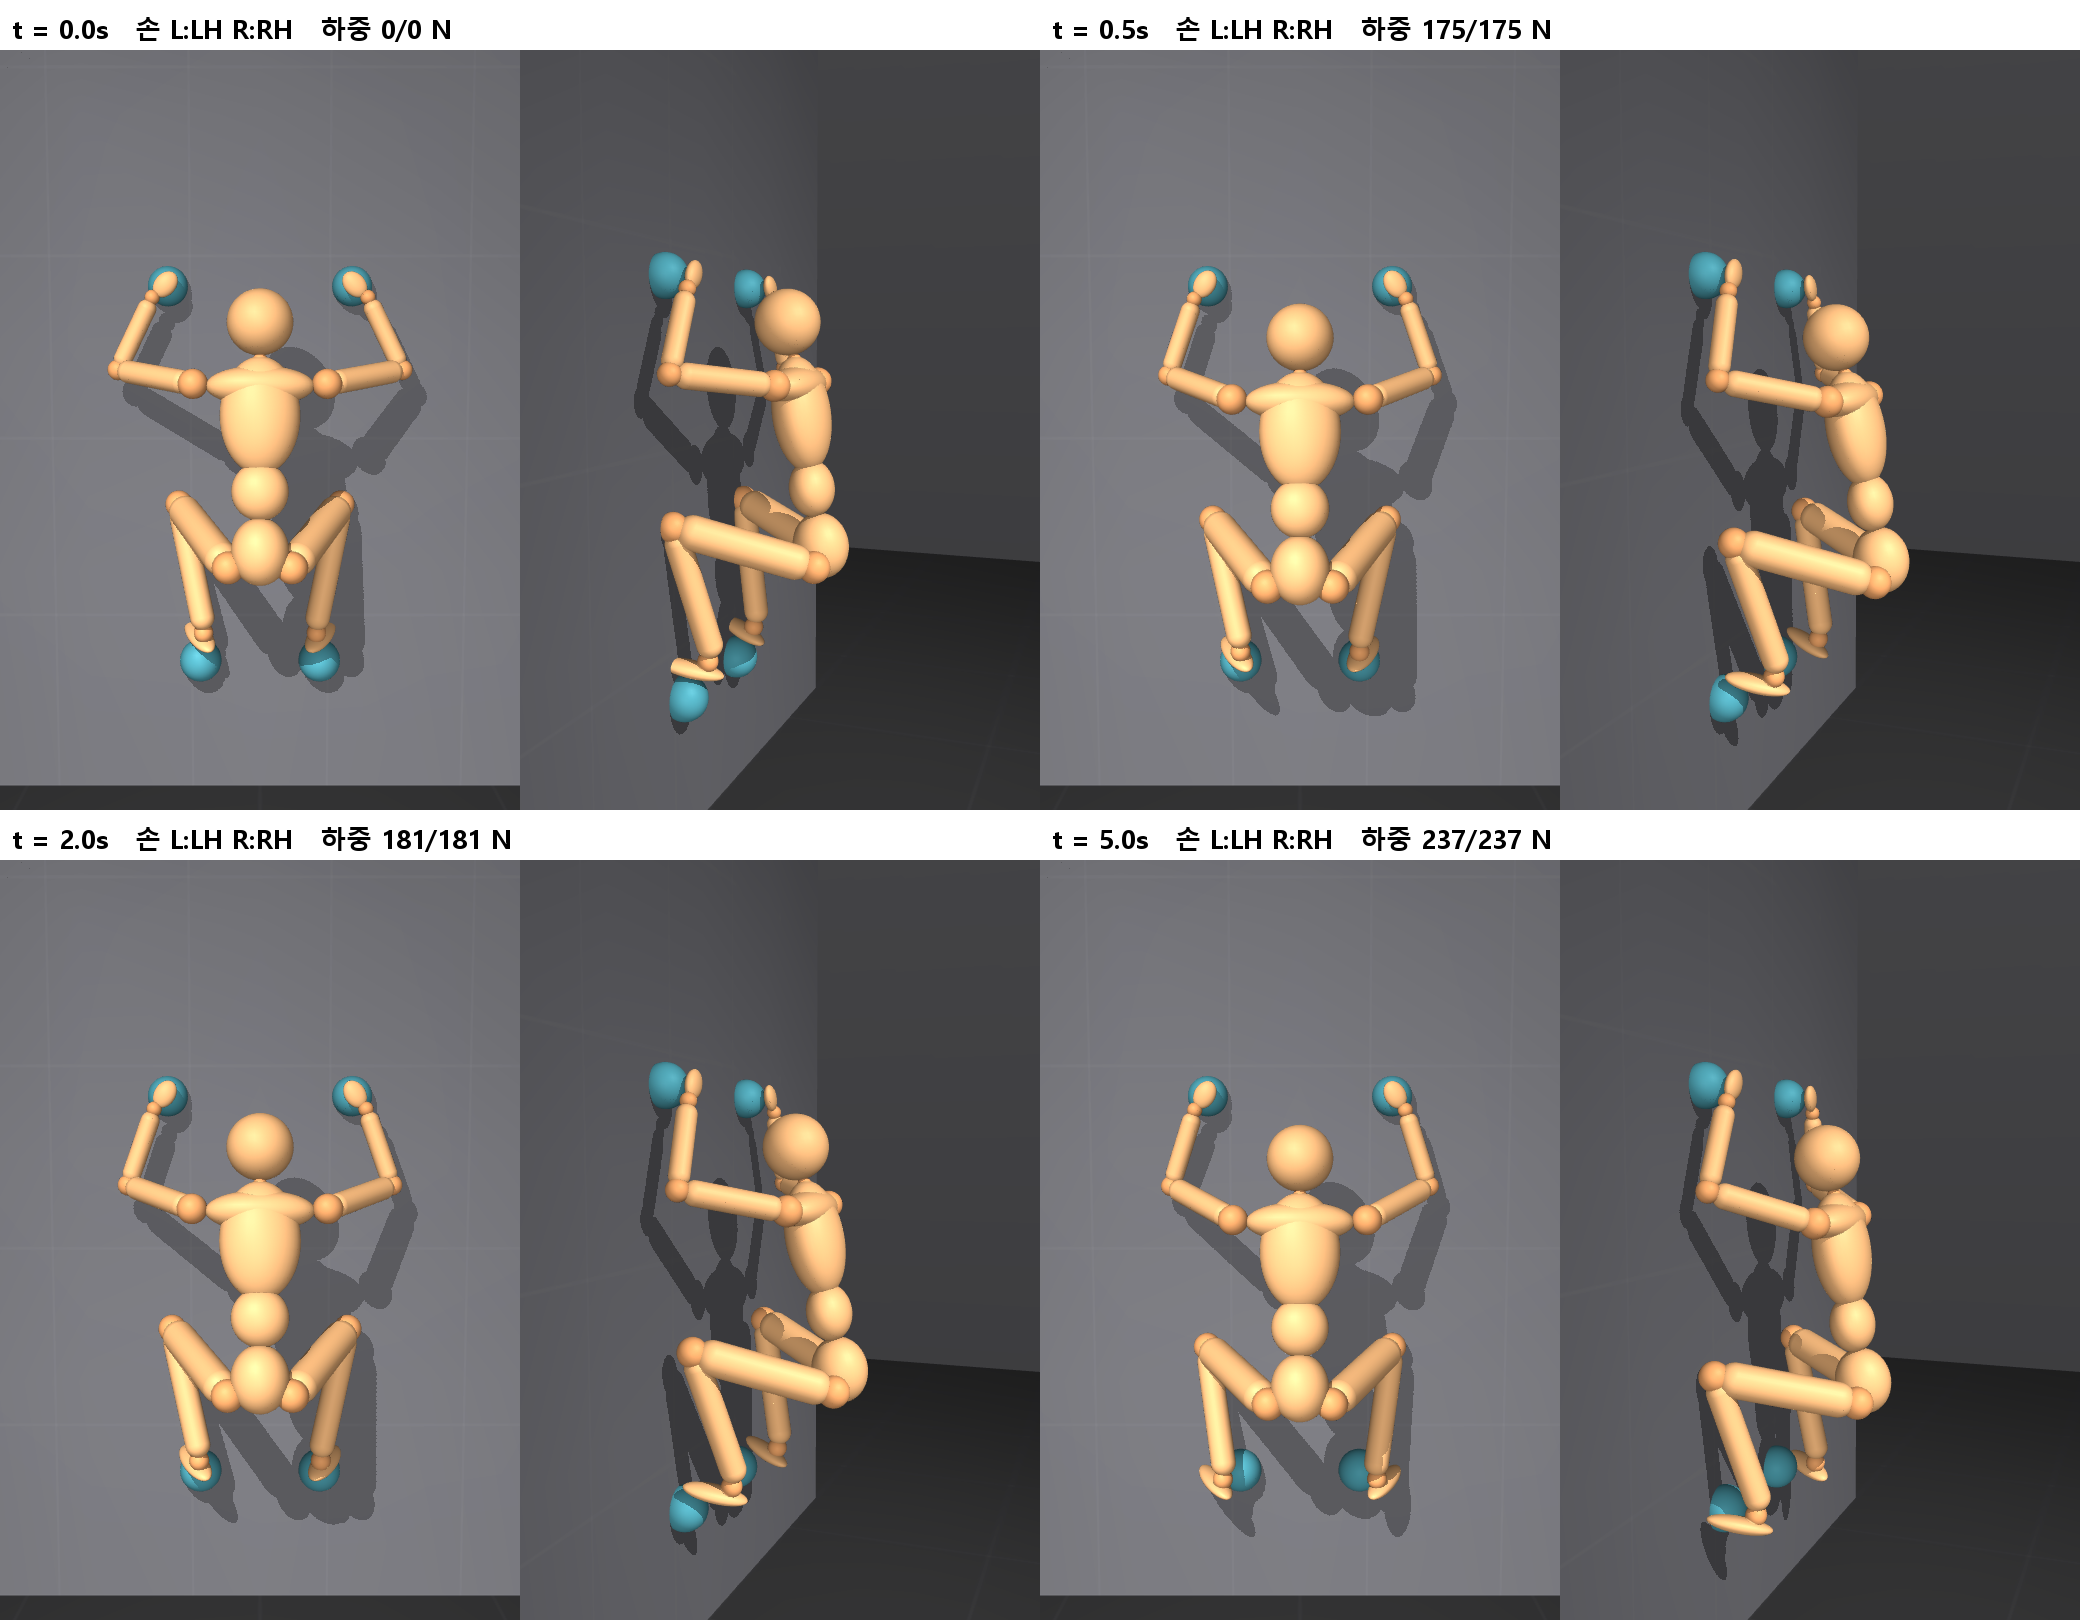 t = 0.0s 손 L:LH R:RH 하중 0/0 N
t = 0.5s 손 L:LH R:RH 하중 175/175 N
t = 2.0s 손 L:LH R:RH 하중 181/181 N
t = 5.0s 손 L:LH R:RH 하중 237/237 N